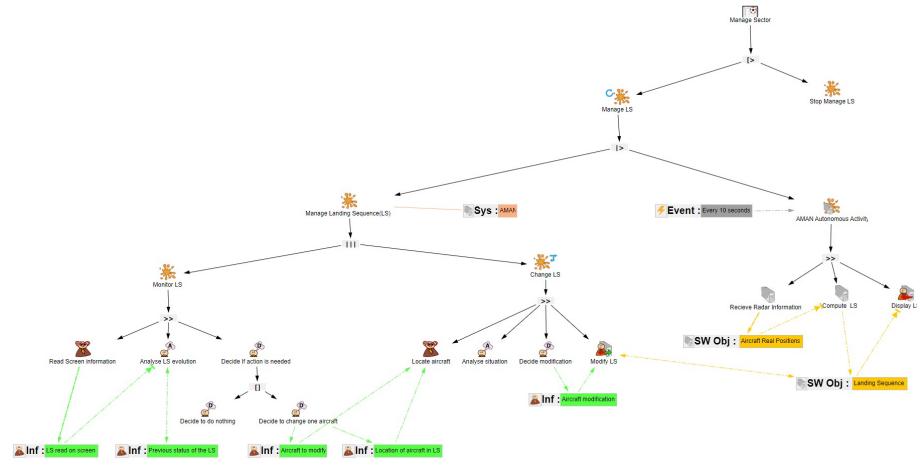 Manage Sector
[>
Manage LS
Stop Manage LS
|>
Manage Landing Sequence(LS)
Sys : AMAN
Event : Every 10 seconds
AMAN Autonomous Activity
|||
>>
Monitor LS
Change LS
Recieve Radar Information
Compute LS
Display LS
>>
>>
Read Screen information
A
Analyse LS evolution
D
Decide if action is needed
Locate aircraft
A
Analyse situation
D
Decide modification
Modify LS
SW Obj : Aircraft Real Positions
[]
SW Obj : Landing Sequence
Inf : Aircraft modification
D
Decide to do nothing
D
Decide to change one aircraft
Inf : LS read on screen
Inf : Previous status of the LS
Inf : Aircraft to modify
Inf : Location of aircraft in LS